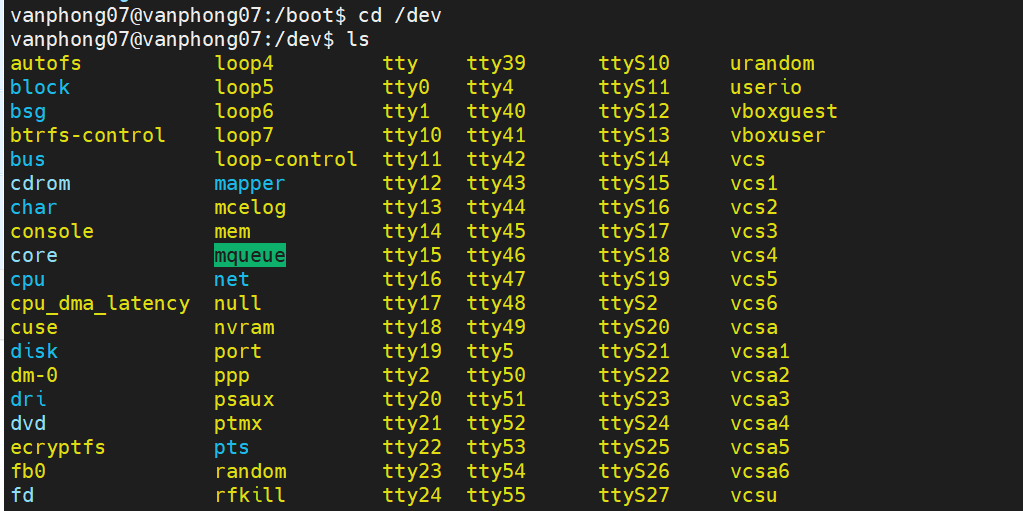 vanphong07@vanphong07:/boot$ cd /dev
vanphong07@vanphong07:/dev$ ls
autofs loop4 tty tty39 ttyS10 urandom
block loop5 tty0 tty4 ttyS11 userio
bsg loop6 tty1 tty40 ttyS12 vboxguest
btrfs-control loop7 tty10 tty41 ttyS13 vboxuser
bus loop-control tty11 tty42 ttyS14 vcs
cdrom mapper tty12 tty43 ttyS15 vcs1
char mcelog tty13 tty44 ttyS16 vcs2
console mem tty14 tty45 ttyS17 vcs3
core mqueue tty15 tty46 ttyS18 vcs4
cpu net tty16 tty47 ttyS19 vcs5
cpu_dma_latency null tty17 tty48 ttyS2 vcs6
cuse nvram tty18 tty49 ttyS20 vcsa
disk port tty19 tty5 ttyS21 vcsa1
dm-0 ppp tty2 tty50 ttyS22 vcsa2
dri psaux tty20 tty51 ttyS23 vcsa3
dvd ptmx tty21 tty52 ttyS24 vcsa4
ecryptfs pts tty22 tty53 ttyS25 vcsa5
fb0 random tty23 tty54 ttyS26 vcsa6
fd rfkill tty24 tty55 ttyS27 vcsu